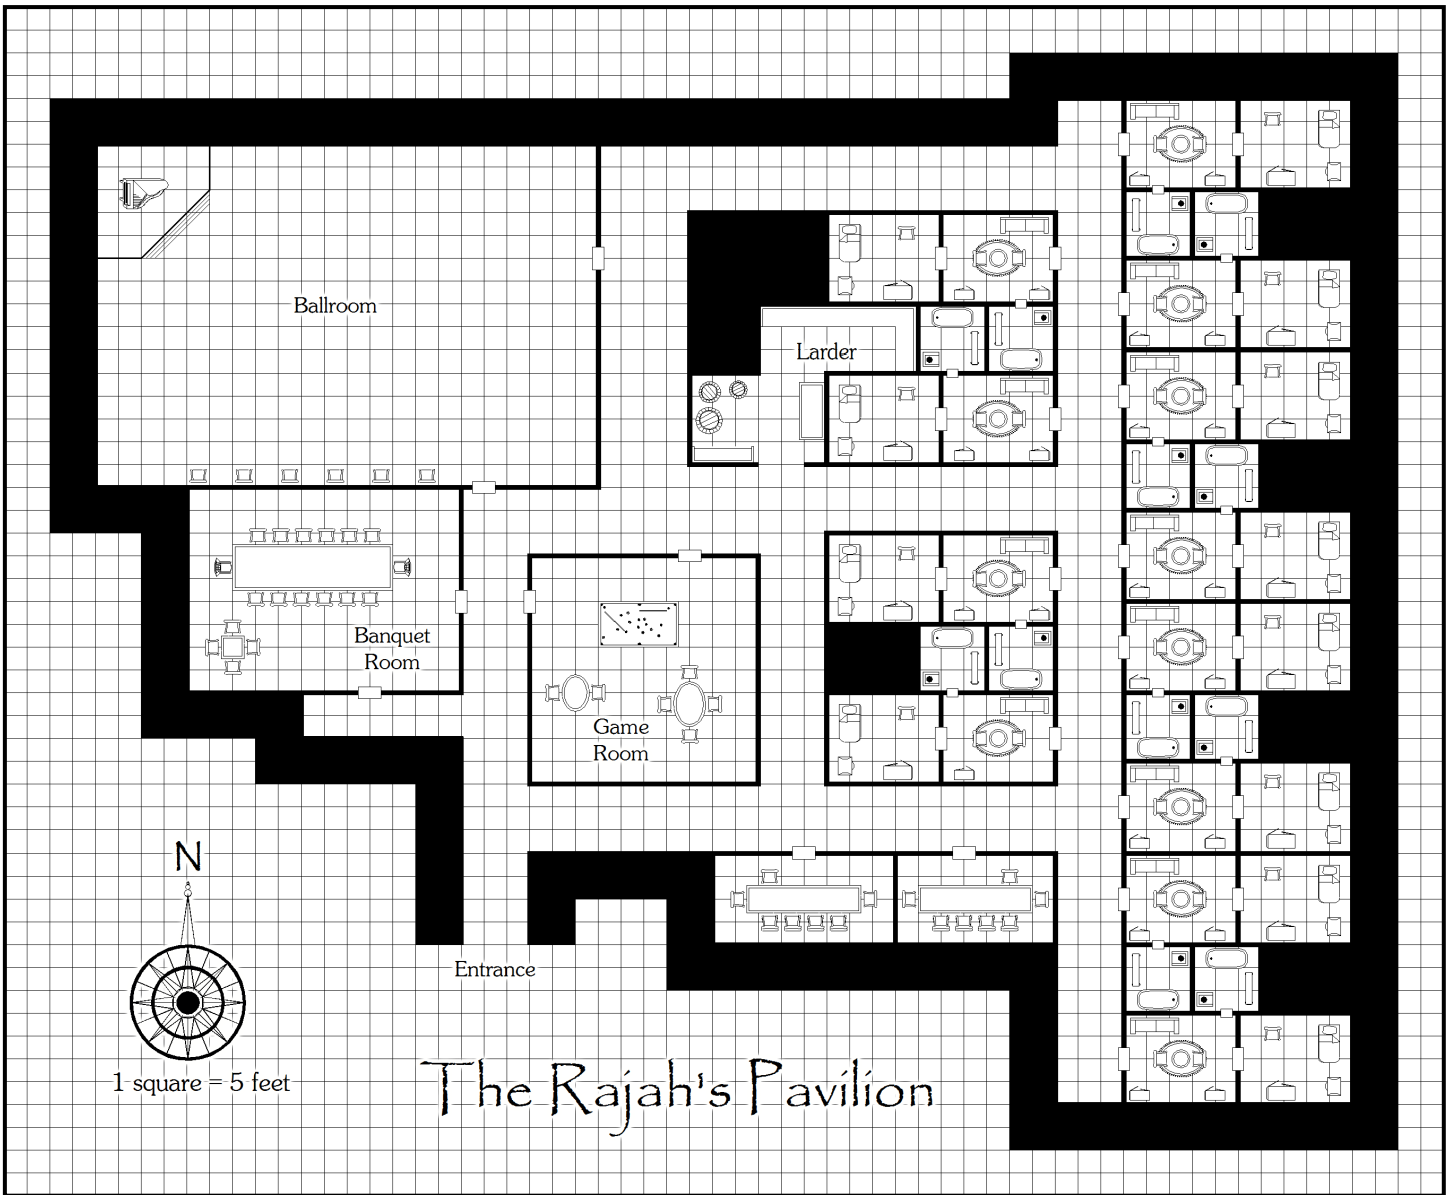 Ballroom
Larder
Banquet
Room
Game
Room
N
Entrance
1 square = 5 feet
The Rajah's Pavilion